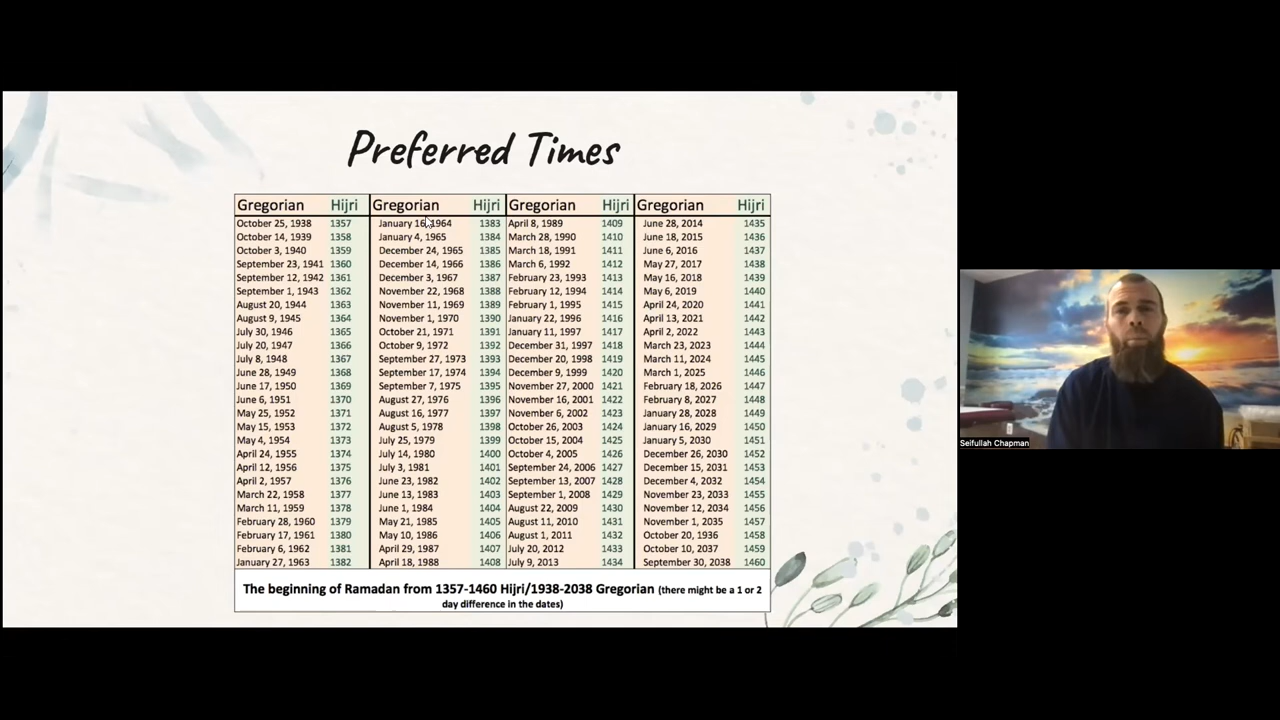 Preferred Times
Gregorian Hijri Gregorian Hijri Gregorian Hijri Gregorian Hijri
October 25, 1938 1357 January 16, 1964 1383 April 8, 1989 1409 June 28, 2014 1435
October 14, 1939 1358 January 4, 1965 1384 March 28, 1990 1410 June 18, 2015 1436
October 3, 1940 1359 December 24, 1965 1385 March 18, 1991 1411 June 6, 2016 1437
September 23, 1941 1360 December 14, 1966 1386 March 6, 1992 1412 May 27, 2017 1438
September 12, 1942 1361 December 3, 1967 1387 February 23, 1993 1413 May 16, 2018 1439
September 1, 1943 1362 November 22, 1968 1388 February 12, 1994 1414 May 6, 2019 1440
August 20, 1944 1363 November 11, 1969 1389 February 1, 1995 1415 April 24, 2020 1441
August 9, 1945 1364 November 1, 1970 1390 January 22, 1996 1416 April 13, 2021 1442
July 30, 1946 1365 October 21, 1971 1391 January 11, 1997 1417 April 2, 2022 1443
July 20, 1947 1366 October 9, 1972 1392 December 31, 1997 1418 March 23, 2023 1444
July 8, 1948 1367 September 27, 1973 1393 December 20, 1998 1419 March 11, 2024 1445
June 28, 1949 1368 September 17, 1974 1394 December 9, 1999 1420 March 1, 2025 1446
June 17, 1950 1369 September 7, 1975 1395 November 27, 2000 1421 February 18, 2026 1447
June 6, 1951 1370 August 27, 1976 1396 November 16, 2001 1422 February 8, 2027 1448
May 25, 1952 1371 August 16, 1977 1397 November 6, 2002 1423 January 28, 2028 1449
May 15, 1953 1372 August 5, 1978 1398 October 26, 2003 1424 January 16, 2029 1450
May 4, 1954 1373 July 25, 1979 1399 October 15, 2004 1425 January 5, 2030 1451
April 24, 1955 1374 July 14, 1980 1400 October 4, 2005 1426 December 26, 2030 1452
April 12, 1956 1375 July 3, 1981 1401 September 24, 2006 1427 December 15, 2031 1453
April 2, 1957 1376 June 23, 1982 1402 September 13, 2007 1428 December 4, 2032 1454
March 22, 1958 1377 June 13, 1983 1403 September 1, 2008 1429 November 23, 2033 1455
March 11, 1959 1378 June 1, 1984 1404 August 22, 2009 1430 November 12, 2034 1456
February 28, 1960 1379 May 21, 1985 1405 August 11, 2010 1431 November 1, 2035 1457
February 17, 1961 1380 May 10, 1986 1406 August 1, 2011 1432 October 20, 1936 1458
February 6, 1962 1381 April 29, 1987 1407 July 20, 2012 1433 October 10, 2037 1459
January 27, 1963 1382 April 18, 1988 1408 July 9, 2013 1434 September 30, 2038 1460
The beginning of Ramadan from 1357-1460 Hijri/1938-2038 Gregorian (there might be a 1 or 2
day difference in the dates)
Seifullah Chapman